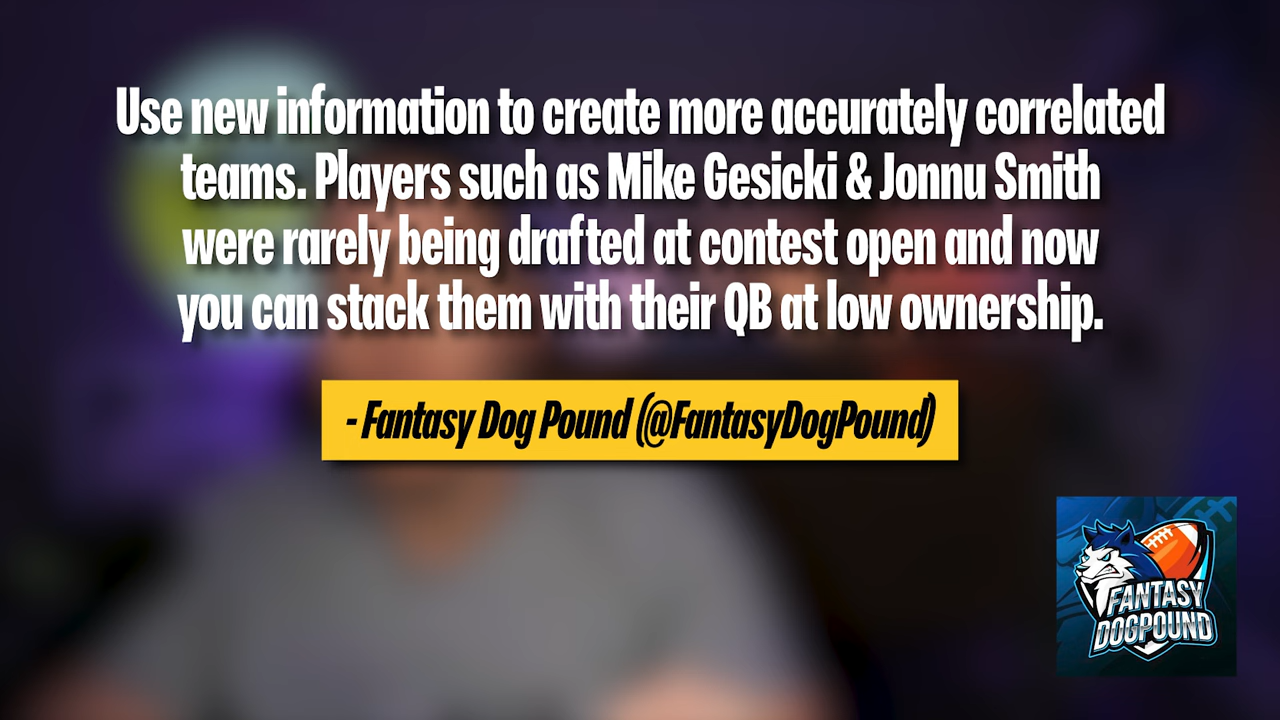 Use new information to create more accurately correlated
teams. Players such as Mike Gesicki & Jonnu Smith
were rarely being drafted at contest open and now
you can stack them with their QB at low ownership.
- Fantasy Dog Pound (@FantasyDogPound)
FANTASY
DOGPOUND